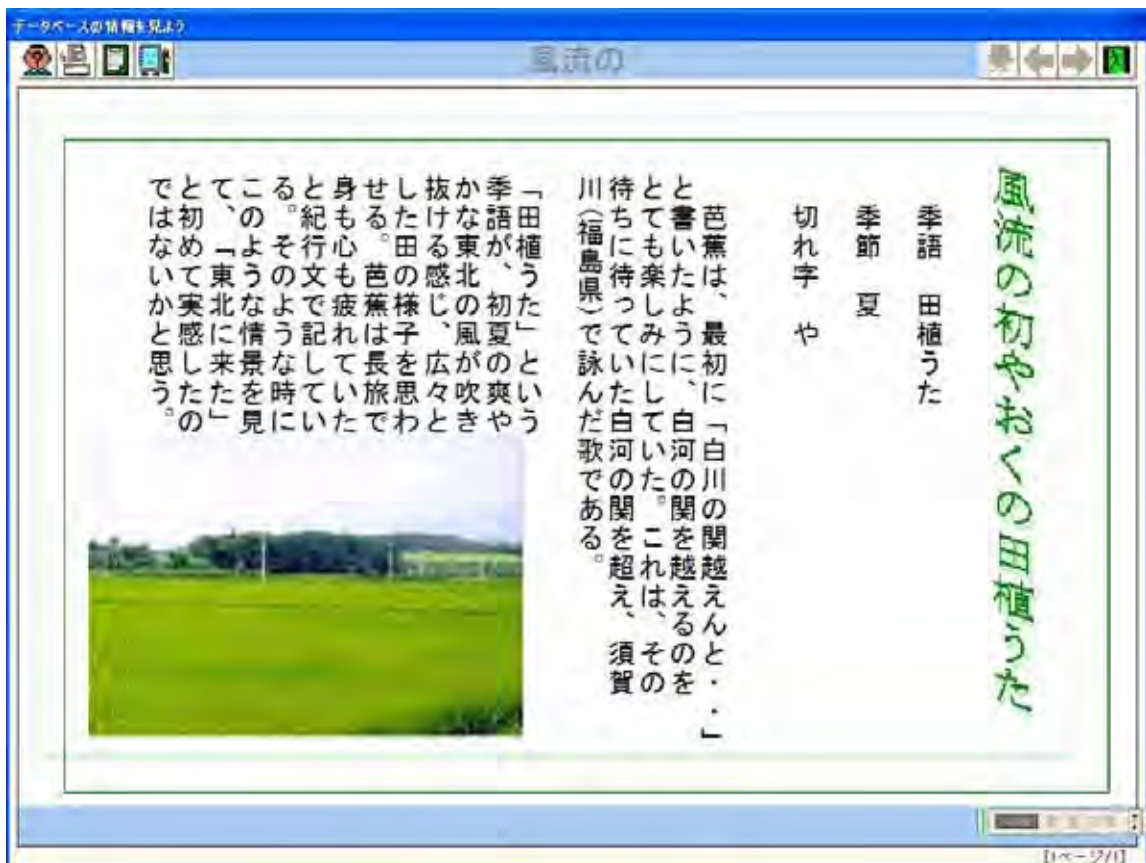 データベースの情報を見よう
風流の
風流の初やおくの田植うた
季語 田植うた
季節 夏
切れ字 や
芭蕉は、最初に「白川の関越えんと・・」
と書いたように、白河の関を越えるのを
とても楽しみにしていた。これは、その
待ちに待っていた白河の関を超え、須賀
川(福島県)で詠んだ歌である。
「田植うた」という
季語が、初夏の爽や
かな東北の風が吹き
抜ける感じ、広々と
した田の様子を思わ
せる。芭蕉は長旅で
身も心も疲れていた
と紀行文で記してい
る。そのような時に
このような情景を見
て、「東北に来た」
と初めて実感したの
ではないかと思う。
[1ページ/1]